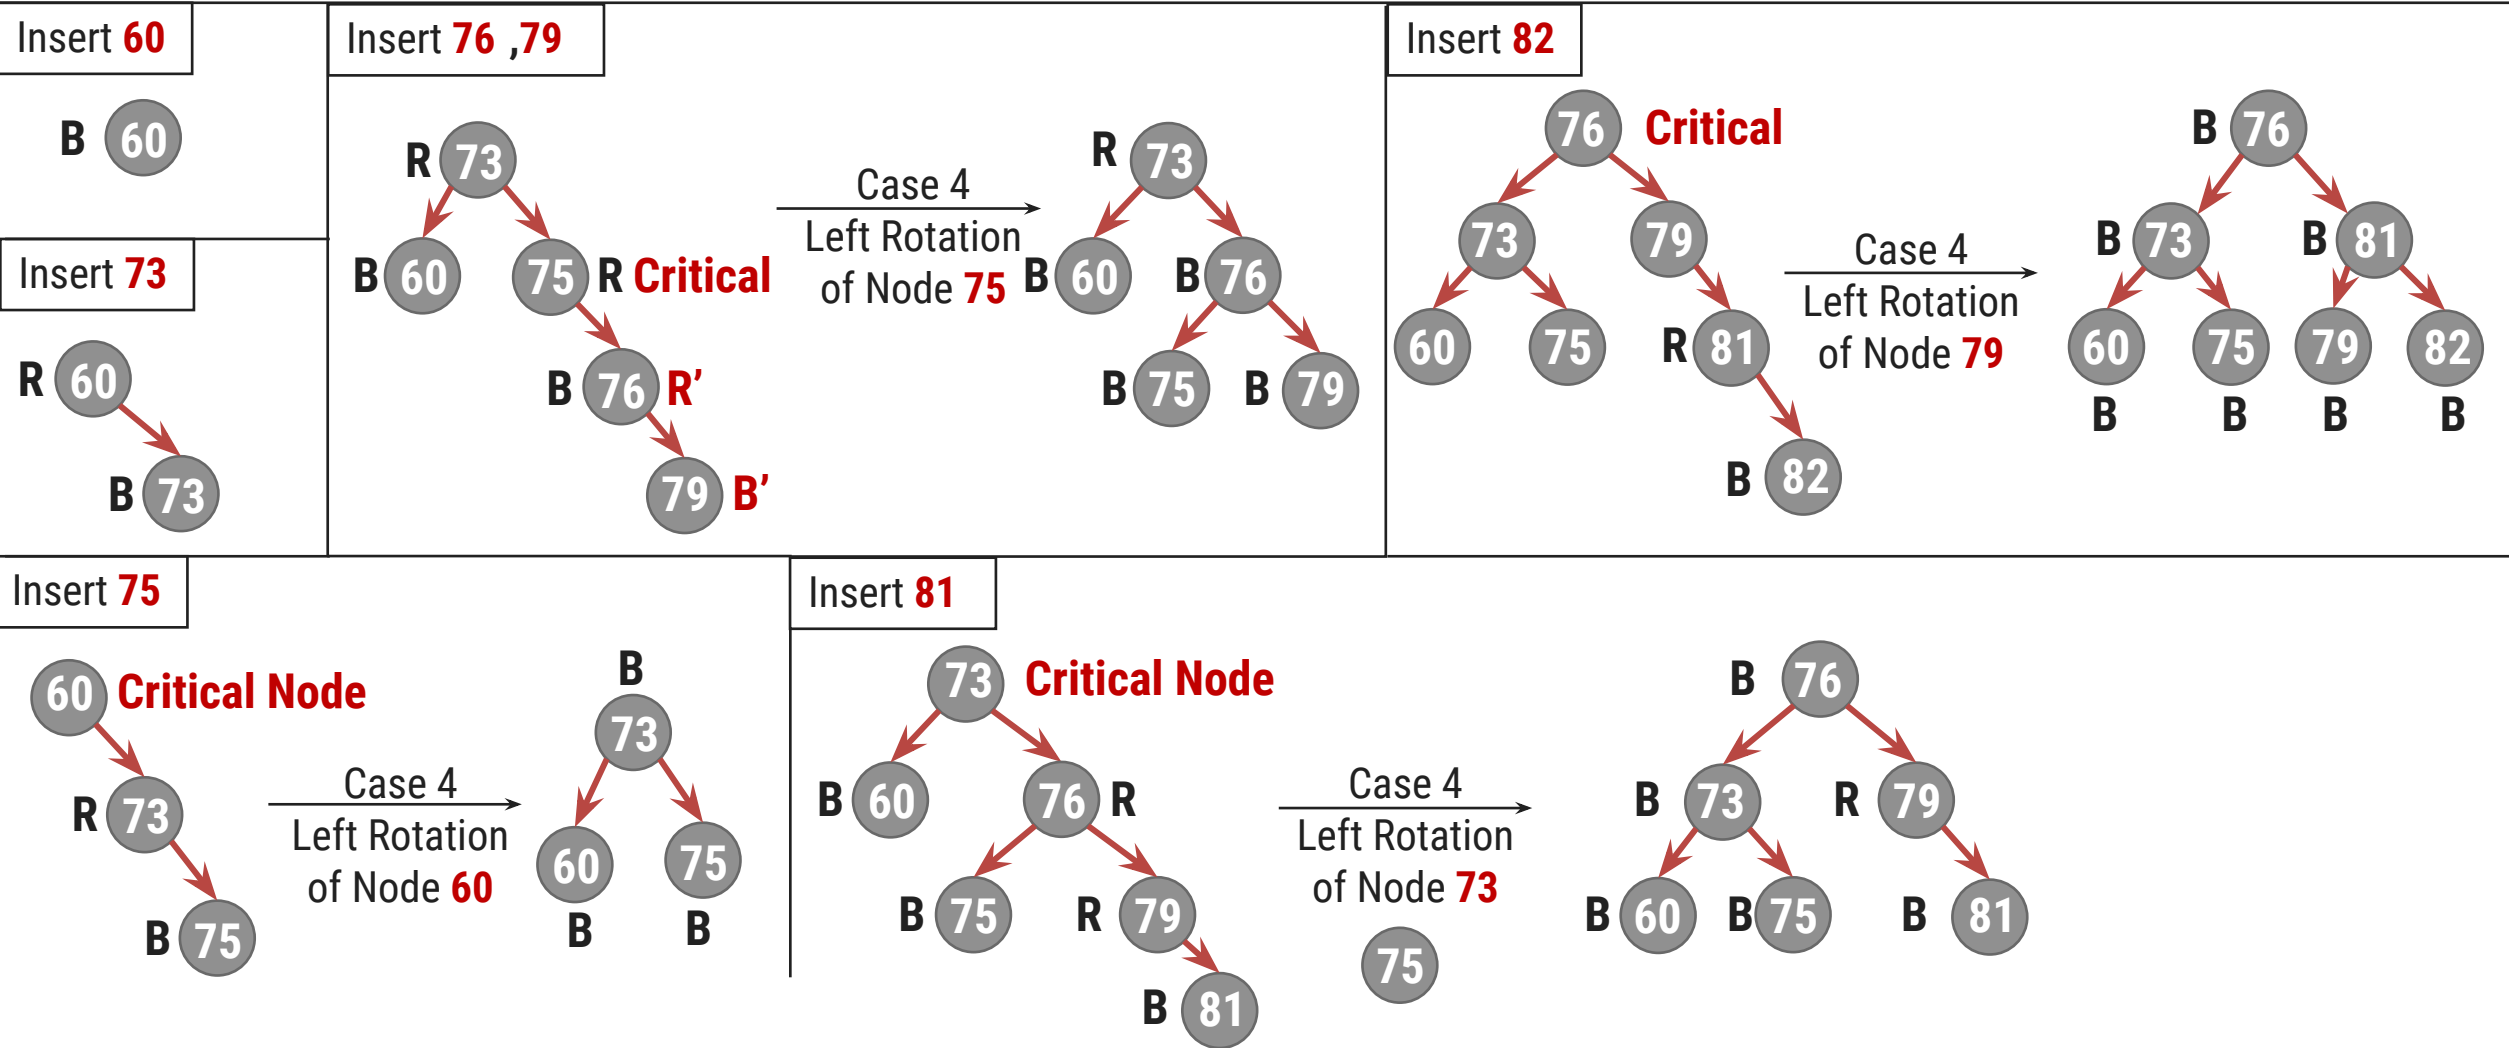 Insert 60
B 60
Insert 73
R 60
B 73
Insert 76 ,79
R 73
B 60 75 R Critical
B 76 R’
79 B’
Case 4
Left Rotation
of Node 75
R 73
B 60 B 76
B 75 B 79
Insert 82
76 Critical
73 79
60 75 R 81
B 82
Case 4
Left Rotation
of Node 79
B 76
B 73 B 81
60 75 79 82
B B B B
Insert 75
60 Critical Node
R 73
B 75
Case 4
Left Rotation
of Node 60
B
73
60 75
B B
Insert 81
73 Critical Node
B 60 76 R
B 75 R 79
B 81
Case 4
Left Rotation
of Node 73
75
B 76
B 73 R 79
B 60 B 75 B 81